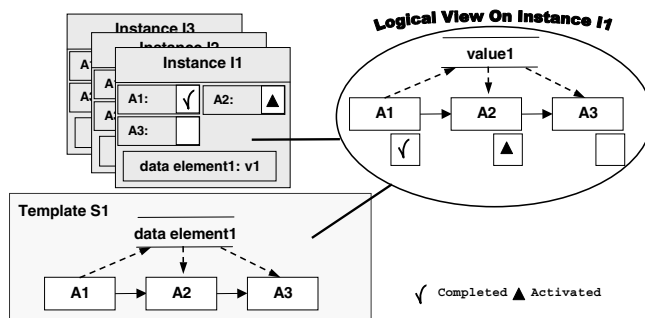 Instance I3
Instance I2
Instance I1
A1:
A2:
A3:
data element1: v1
A1
A2
Logical View On Instance I1
value1
A1
A2
A3
Template S1
data element1
A1
A2
A3
Completed
Activated